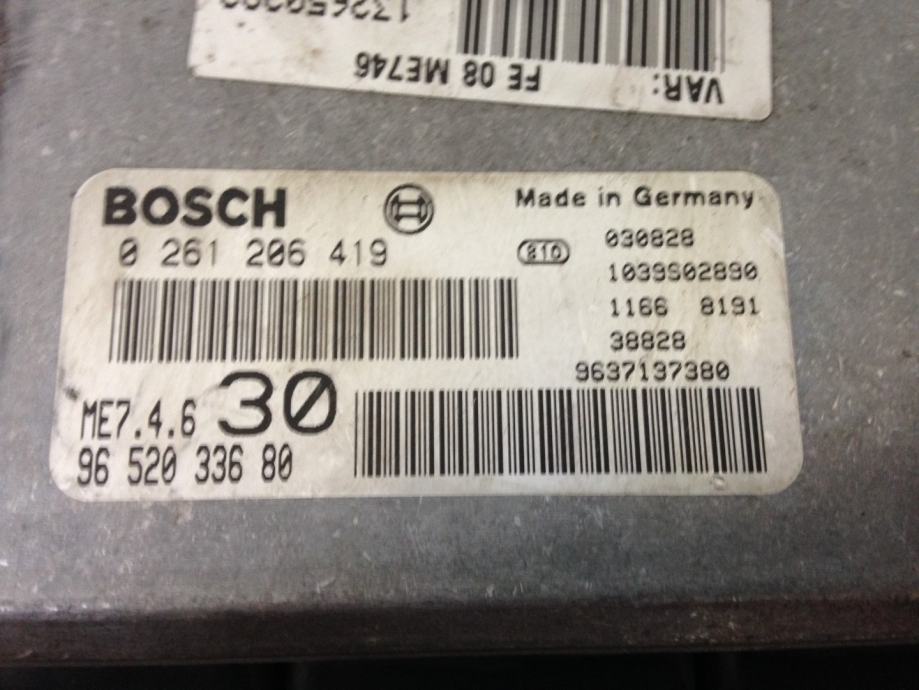 VAR: FE 08 ME746
BOSCH
Made in Germany
0 261 206 419
810
030828
1039S02890
1166 8191
38828
9637137380
ME7.4.6 30
96 520 336 80